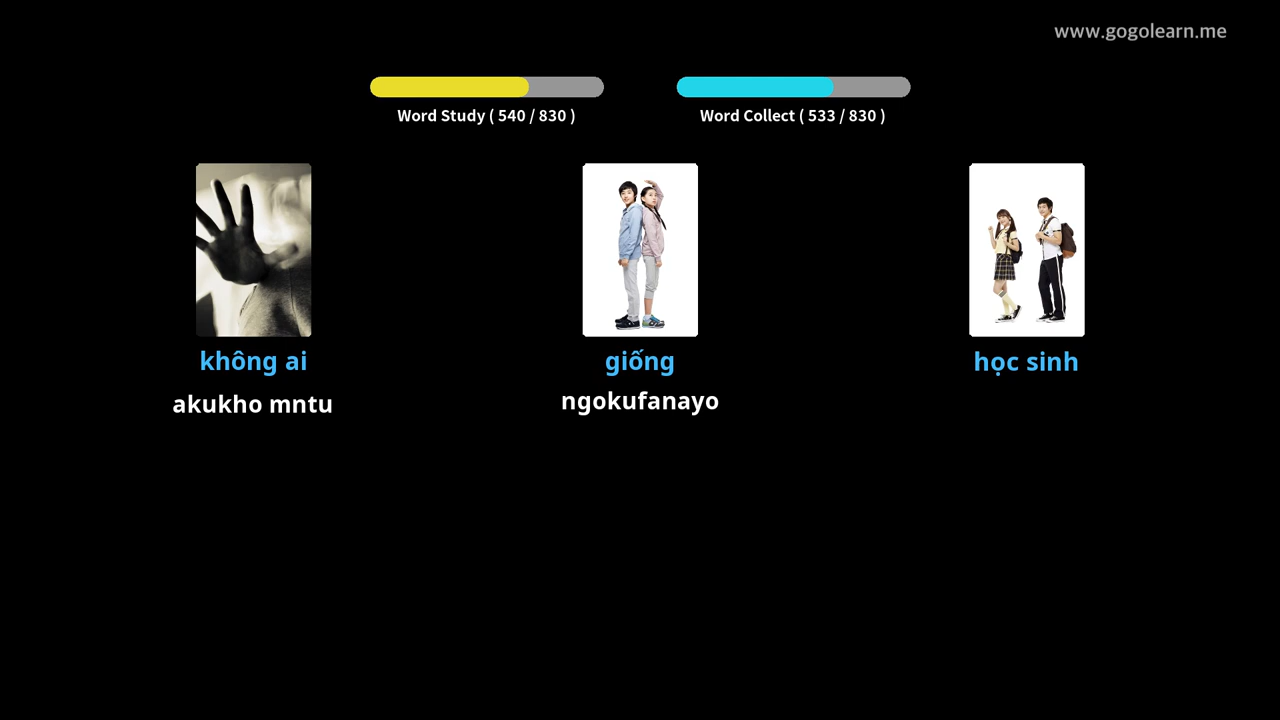 www.gogolearn.me
Word Study ( 540 / 830 )
Word Collect ( 533 / 830 )
không ai
giống
học sinh
akukho mntu
ngokufanayo